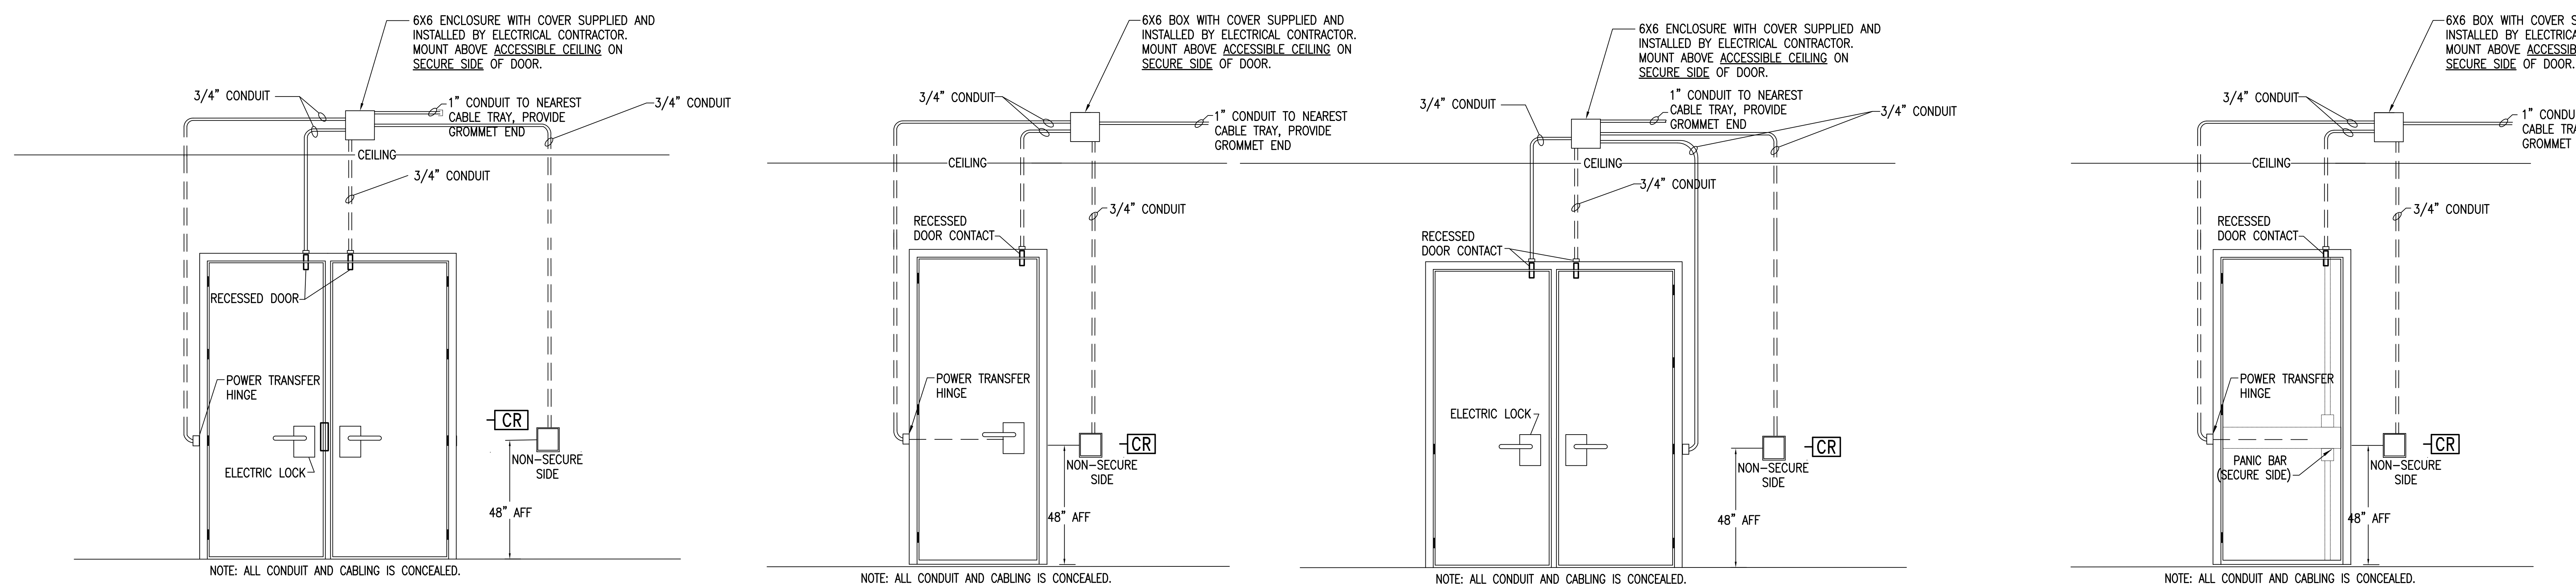 6X6 ENCLOSURE WITH COVER SUPPLIED AND
INSTALLED BY ELECTRICAL CONTRACTOR.
MOUNT ABOVE ACCESSIBLE CEILING ON
SECURE SIDE OF DOOR.
3/4" CONDUIT
1" CONDUIT TO NEAREST
CABLE TRAY, PROVIDE
GROMMET END
3/4" CONDUIT
CEILING
3/4" CONDUIT
RECESSED DOOR
POWER TRANSFER
HINGE
CR
ELECTRIC LOCK
NON-SECURE
SIDE
48" AFF
NOTE: ALL CONDUIT AND CABLING IS CONCEALED.
6X6 BOX WITH COVER SUPPLIED AND
INSTALLED BY ELECTRICAL CONTRACTOR.
MOUNT ABOVE ACCESSIBLE CEILING ON
SECURE SIDE OF DOOR.
3/4" CONDUIT
1" CONDUIT TO NEAREST
CABLE TRAY, PROVIDE
GROMMET END
CEILING
3/4" CONDUIT
RECESSED
DOOR CONTACT
POWER TRANSFER
HINGE
CR
NON-SECURE
SIDE
48" AFF
NOTE: ALL CONDUIT AND CABLING IS CONCEALED.
6X6 ENCLOSURE WITH COVER SUPPLIED AND
INSTALLED BY ELECTRICAL CONTRACTOR.
MOUNT ABOVE ACCESSIBLE CEILING ON
SECURE SIDE OF DOOR.
3/4" CONDUIT
1" CONDUIT TO NEAREST
CABLE TRAY, PROVIDE
GROMMET END
3/4" CONDUIT
CEILING
3/4" CONDUIT
RECESSED
DOOR CONTACT
ELECTRIC LOCK
CR
NON-SECURE
SIDE
48" AFF
NOTE: ALL CONDUIT AND CABLING IS CONCEALED.
6X6 BOX WITH COVER S
INSTALLED BY ELECTRICA
MOUNT ABOVE ACCESSIB
SECURE SIDE OF DOOR.
3/4" CONDUIT
1" CONDU
CABLE TRA
GROMMET
CEILING
3/4" CONDUIT
RECESSED
DOOR CONTACT
POWER TRANSFER
HINGE
CR
PANIC BAR
(SECURE SIDE)
NON-SECURE
SIDE
48" AFF
NOTE: ALL CONDUIT AND CABLING IS CONCEALED.